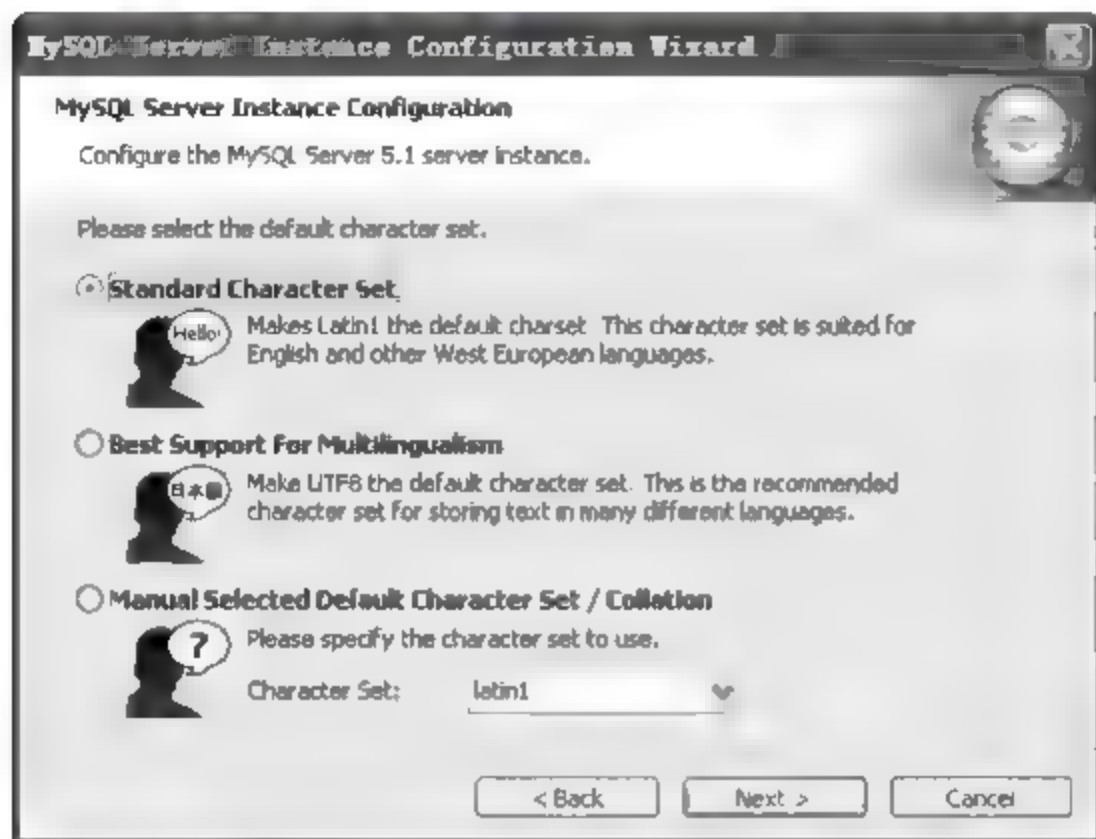 MySQL Server Instance Configuration Wizard
MySQL Server Instance Configuration
Configure the MySQL Server 5.1 server instance.
Please select the default character set.
Standard Character Set
Hello!
Makes Latin1 the default charset. This character set is suited for
English and other West European languages.
Best Support For Multilingualism
日本
Make UTF8 the default character set. This is the recommended
character set for storing text in many different languages.
Manual Selected Default Character Set / Collation
?
Please specify the character set to use.
Character Set:
latin1
< Back
Next >
Cancel